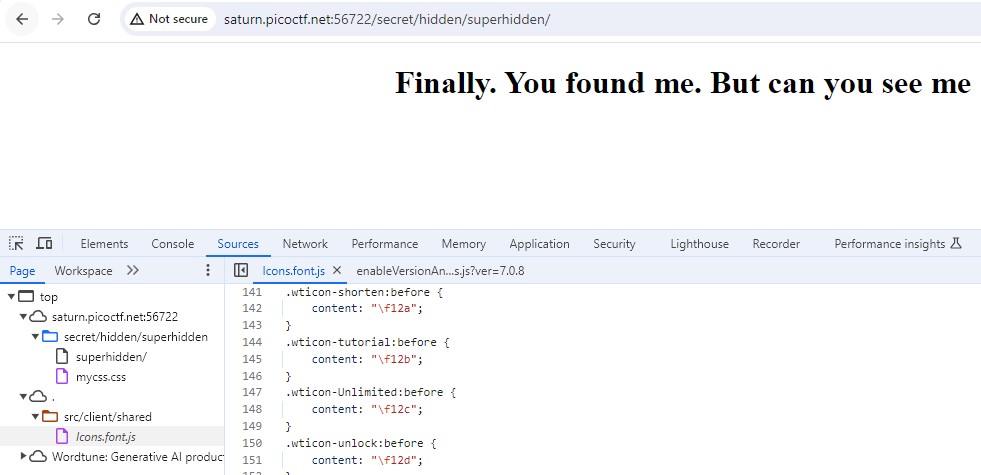 Not secure saturn.picoctf.net:56722/secret/hidden/superhidden/
Finally. You found me. But can you see me
Elements Console Sources Network Performance Memory Application Security Lighthouse Recorder Performance insights
Page Workspace Icons.font.js enableVersionAn...s.js?ver=7.0.8
top
saturn.picoctf.net:56722
secret/hidden/superhidden
superhidden/
mycss.css
.
src/client/shared
Icons.font.js
Wordtune: Generative AI produc
141 .wticon-shorten:before {
142 content: "\f12a";
143 }
144 .wticon-tutorial:before {
145 content: "\f12b";
146 }
147 .wticon-Unlimited:before {
148 content: "\f12c";
149 }
150 .wticon-unlock:before {
151 content: "\f12d";